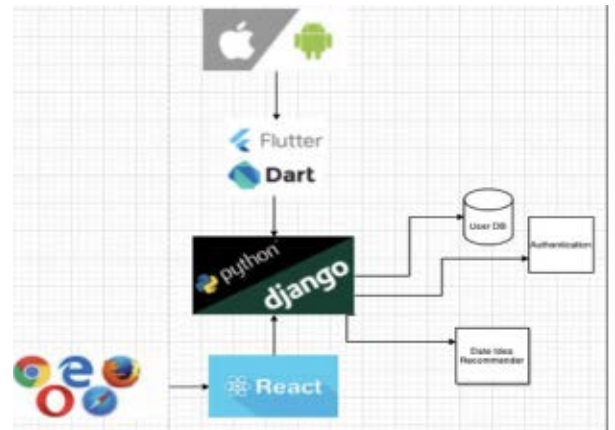 Flutter
Dart
python
django
User DB
Authentication
Date Idea
Recommender
React